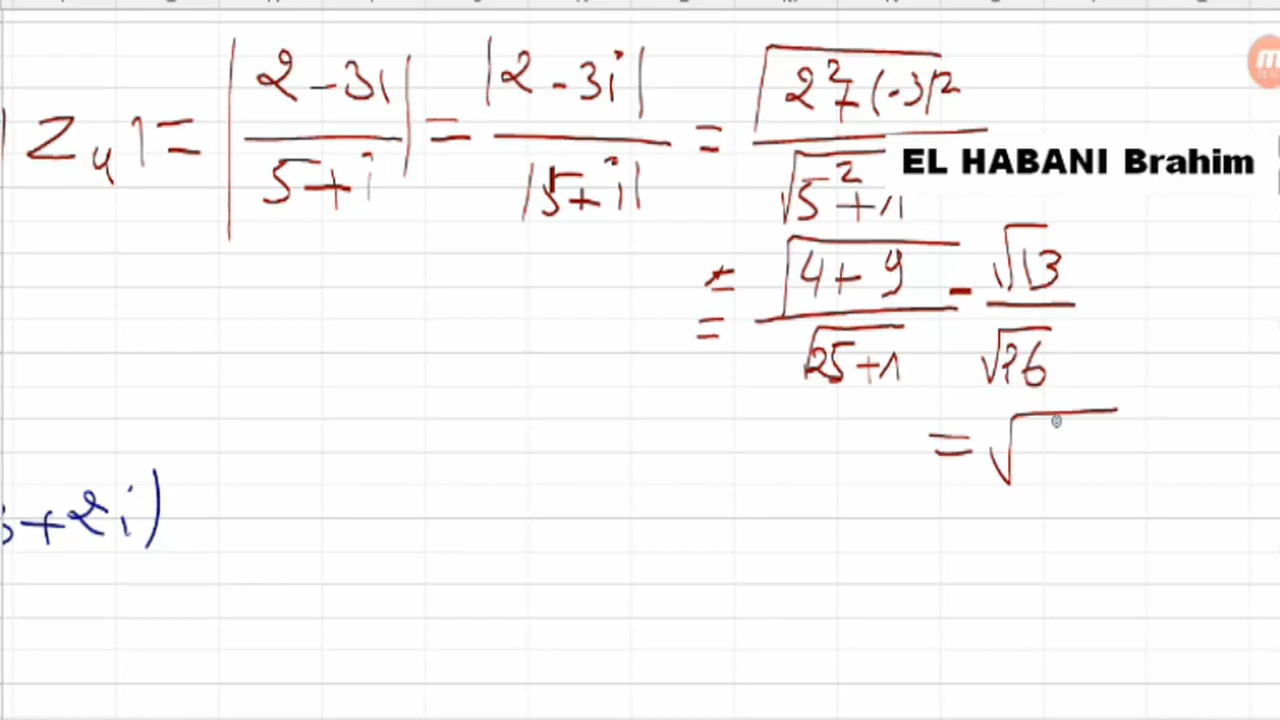 |Z₄| = |(2-3i)/(5+i)| = |2-3i|/|5+i| = √(2²+(-3)²)/√(5²+1
EL HABANI Brahim
= = √(4+9)/√(25+1) - √13/√26
= √
+2i)